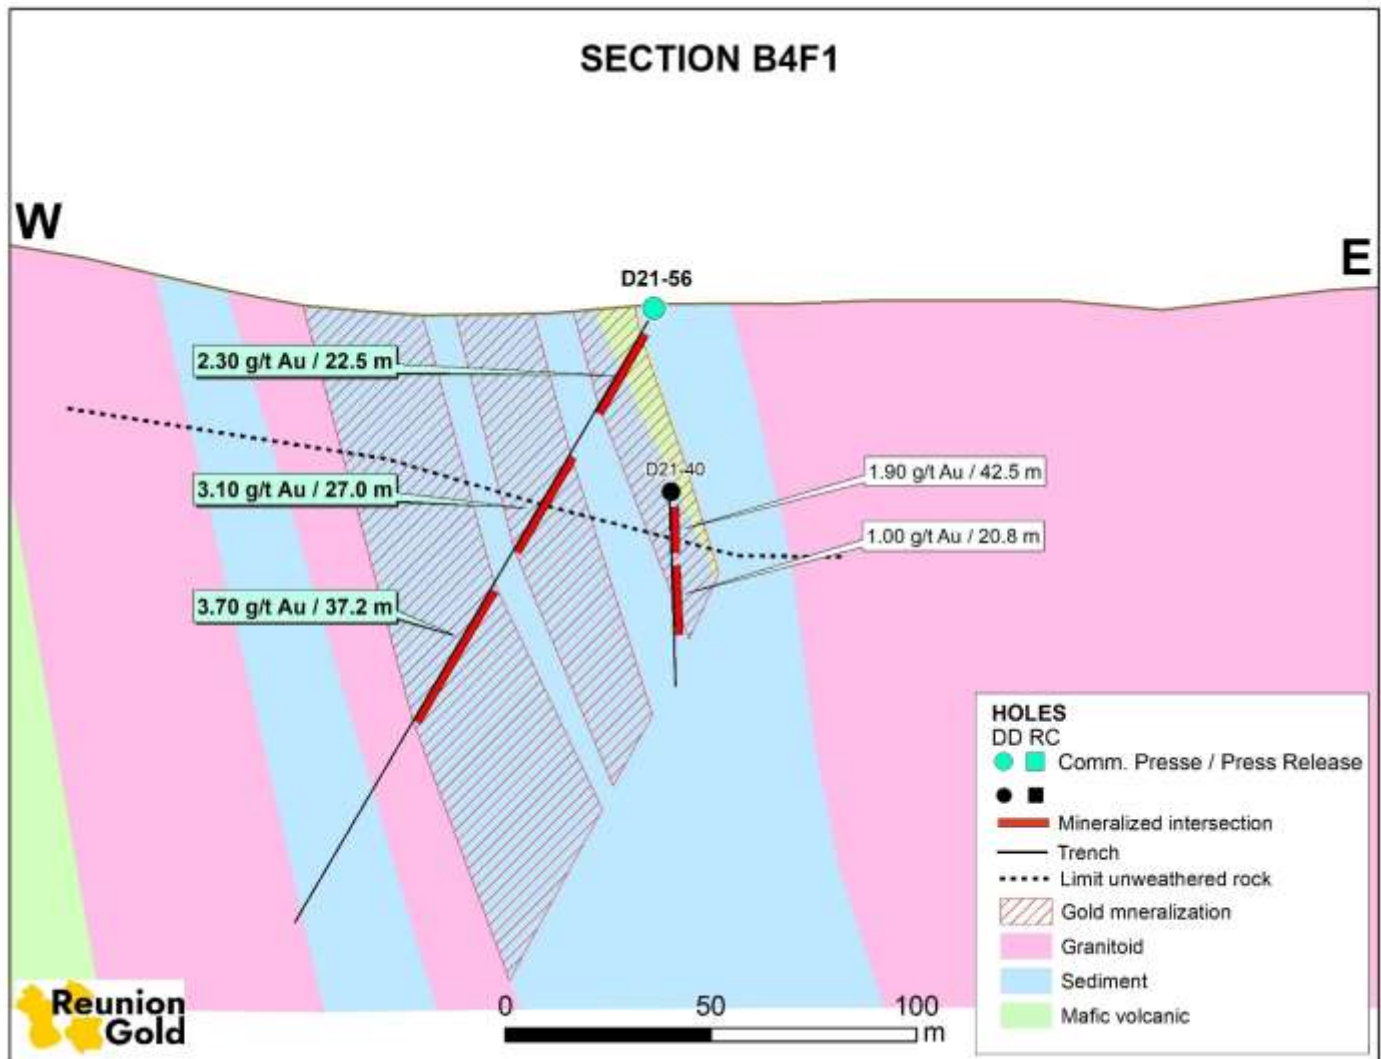 SECTION B4F1
W
E
D21-56
2.30 g/t Au / 22.5 m
D21-40
1.90 g/t Au / 42.5 m
3.10 g/t Au / 27.0 m
1.00 g/t Au / 20.8 m
3.70 g/t Au / 37.2 m
HOLES
DD RC
Comm. Presse / Press Release
Mineralized intersection
Trench
Limit unweathered rock
Gold mneralization
Granitoid
Sediment
Mafic volcanic
Reunion
Gold
0 50 100
m